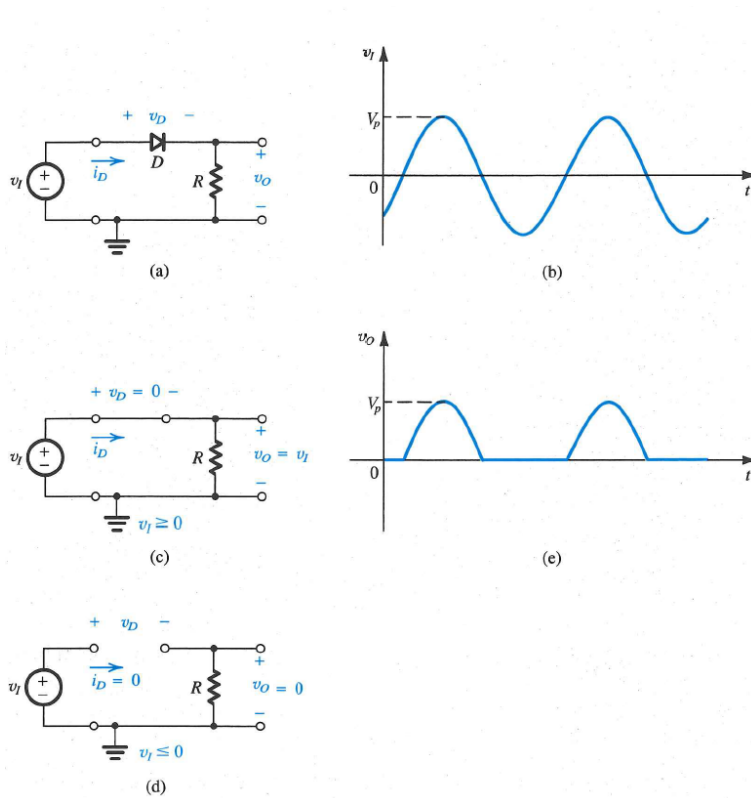 + v_D −
v_I
+
−
i_D
D
R
+
v_O
−
(a)
v_I
V_p
0
t
(b)
+ v_D = 0 −
v_I
+
−
i_D
R
+
v_O = v_I
−
v_I ≥ 0
(c)
v_O
V_p
0
t
(e)
+ v_D −
v_I
+
−
i_D = 0
R
+
v_O = 0
−
v_I ≤ 0
(d)